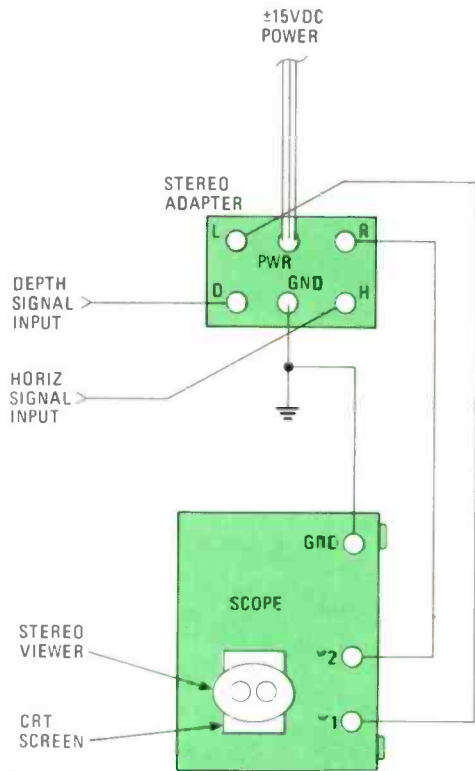 ±15VDC
POWER
STEREO
ADAPTER
L
PWR
R
D
GND
H
DEPTH
SIGNAL
INPUT
HORIZ
SIGNAL
INPUT
GND
SCOPE
STEREO
VIEWER
2
CRT
SCREEN
1